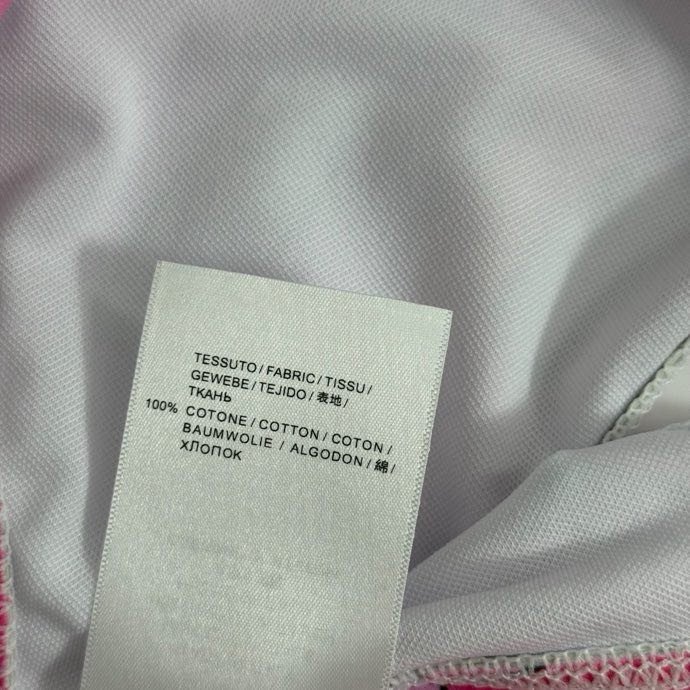 TESSUTO / FABRIC / TISSU /
GEWEBE / TEJIDO / 表地 /
ТКАНЬ
100% COTONE / COTTON / COTON /
BAUMWOLIE / ALGODON / 綿 /
ХЛОПОК